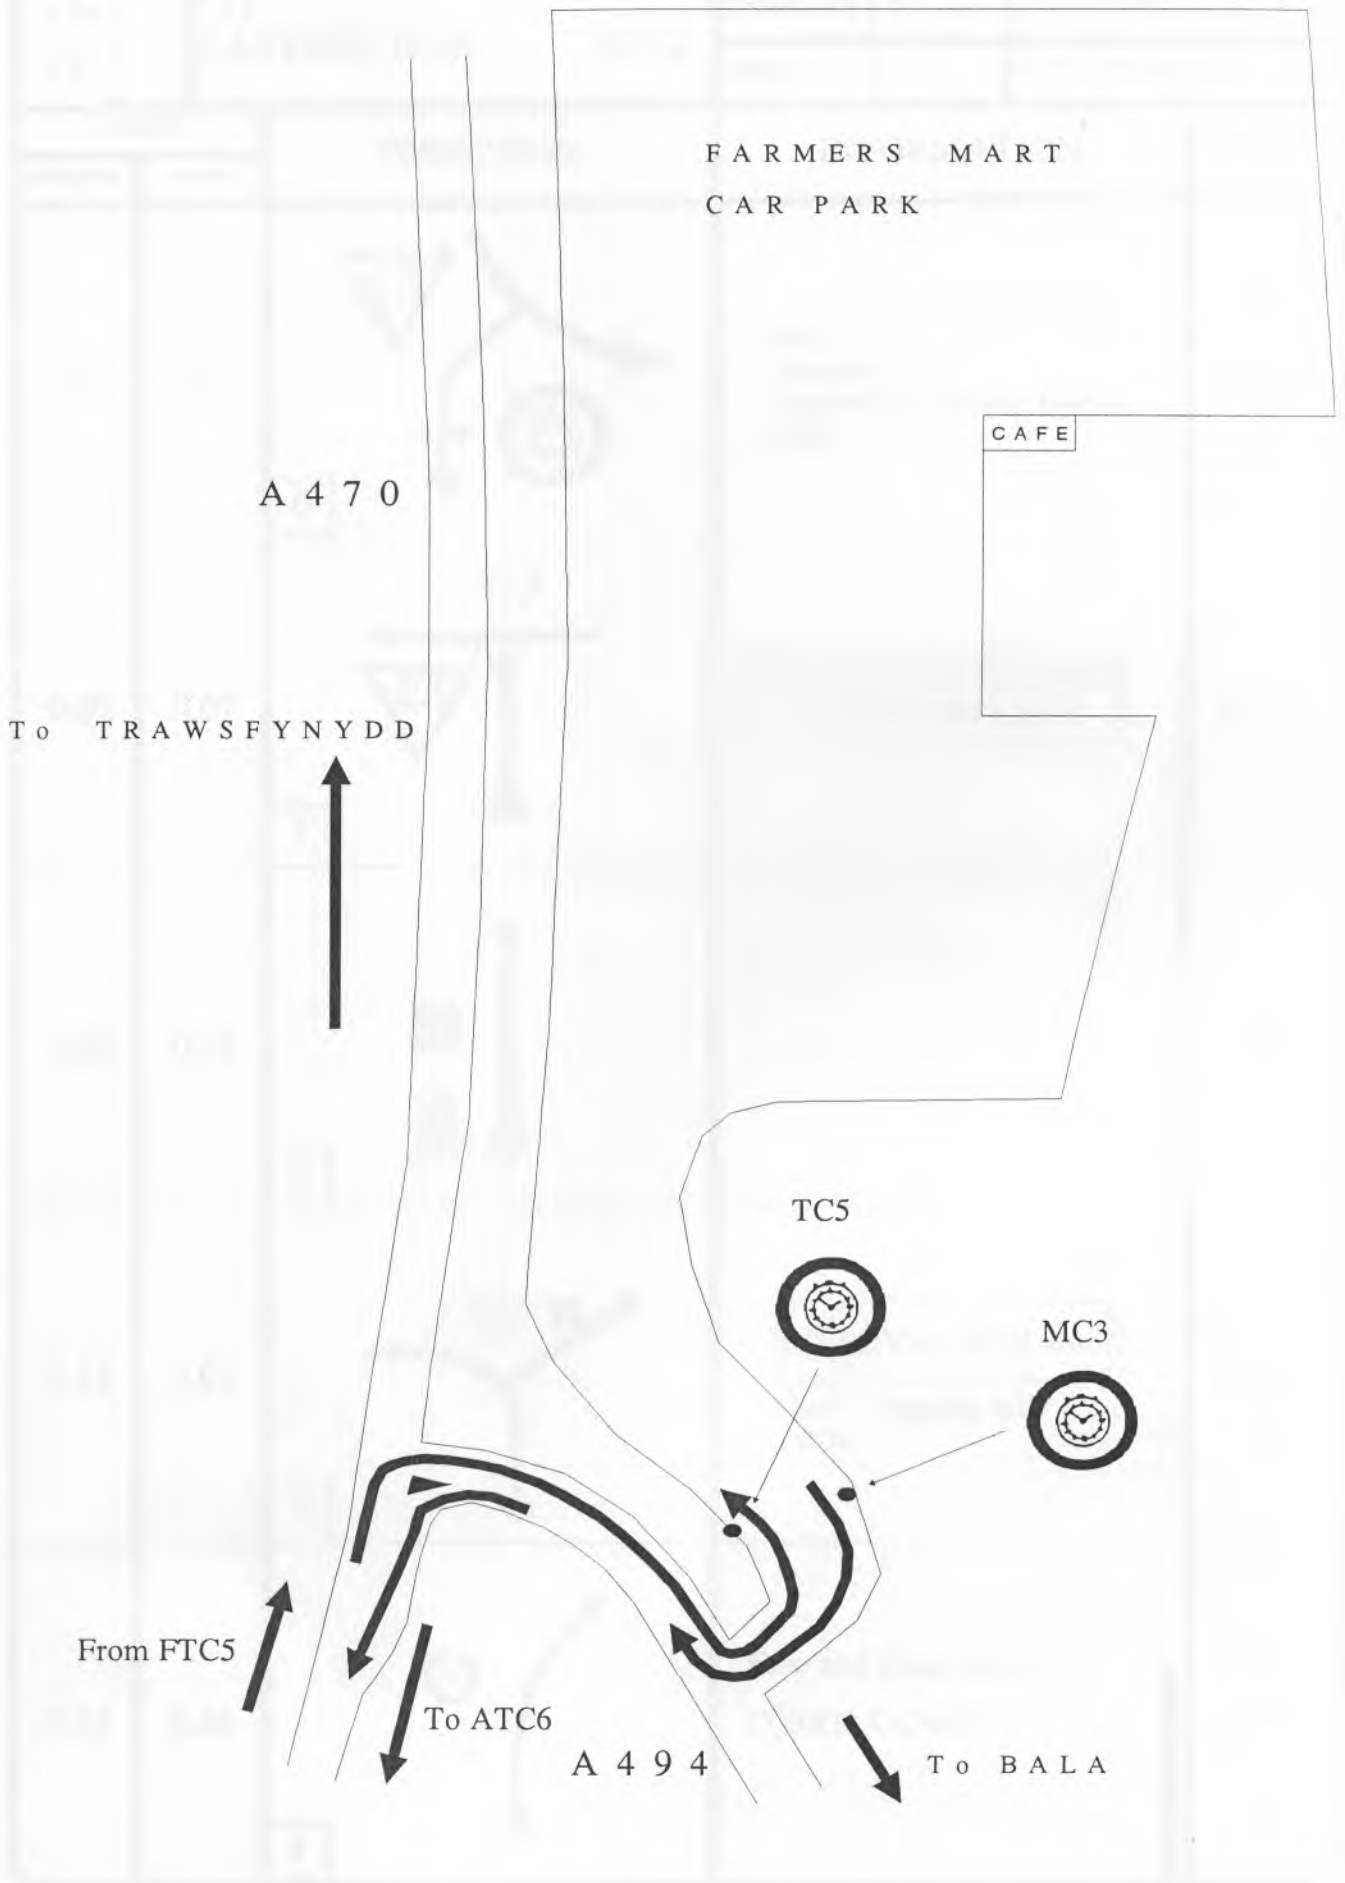 FARMERS MART
CAR PARK
CAFE
A470
To TRAWSFYNYDD
TC5
MC3
From FTC5
To ATC6
A494
To BALA